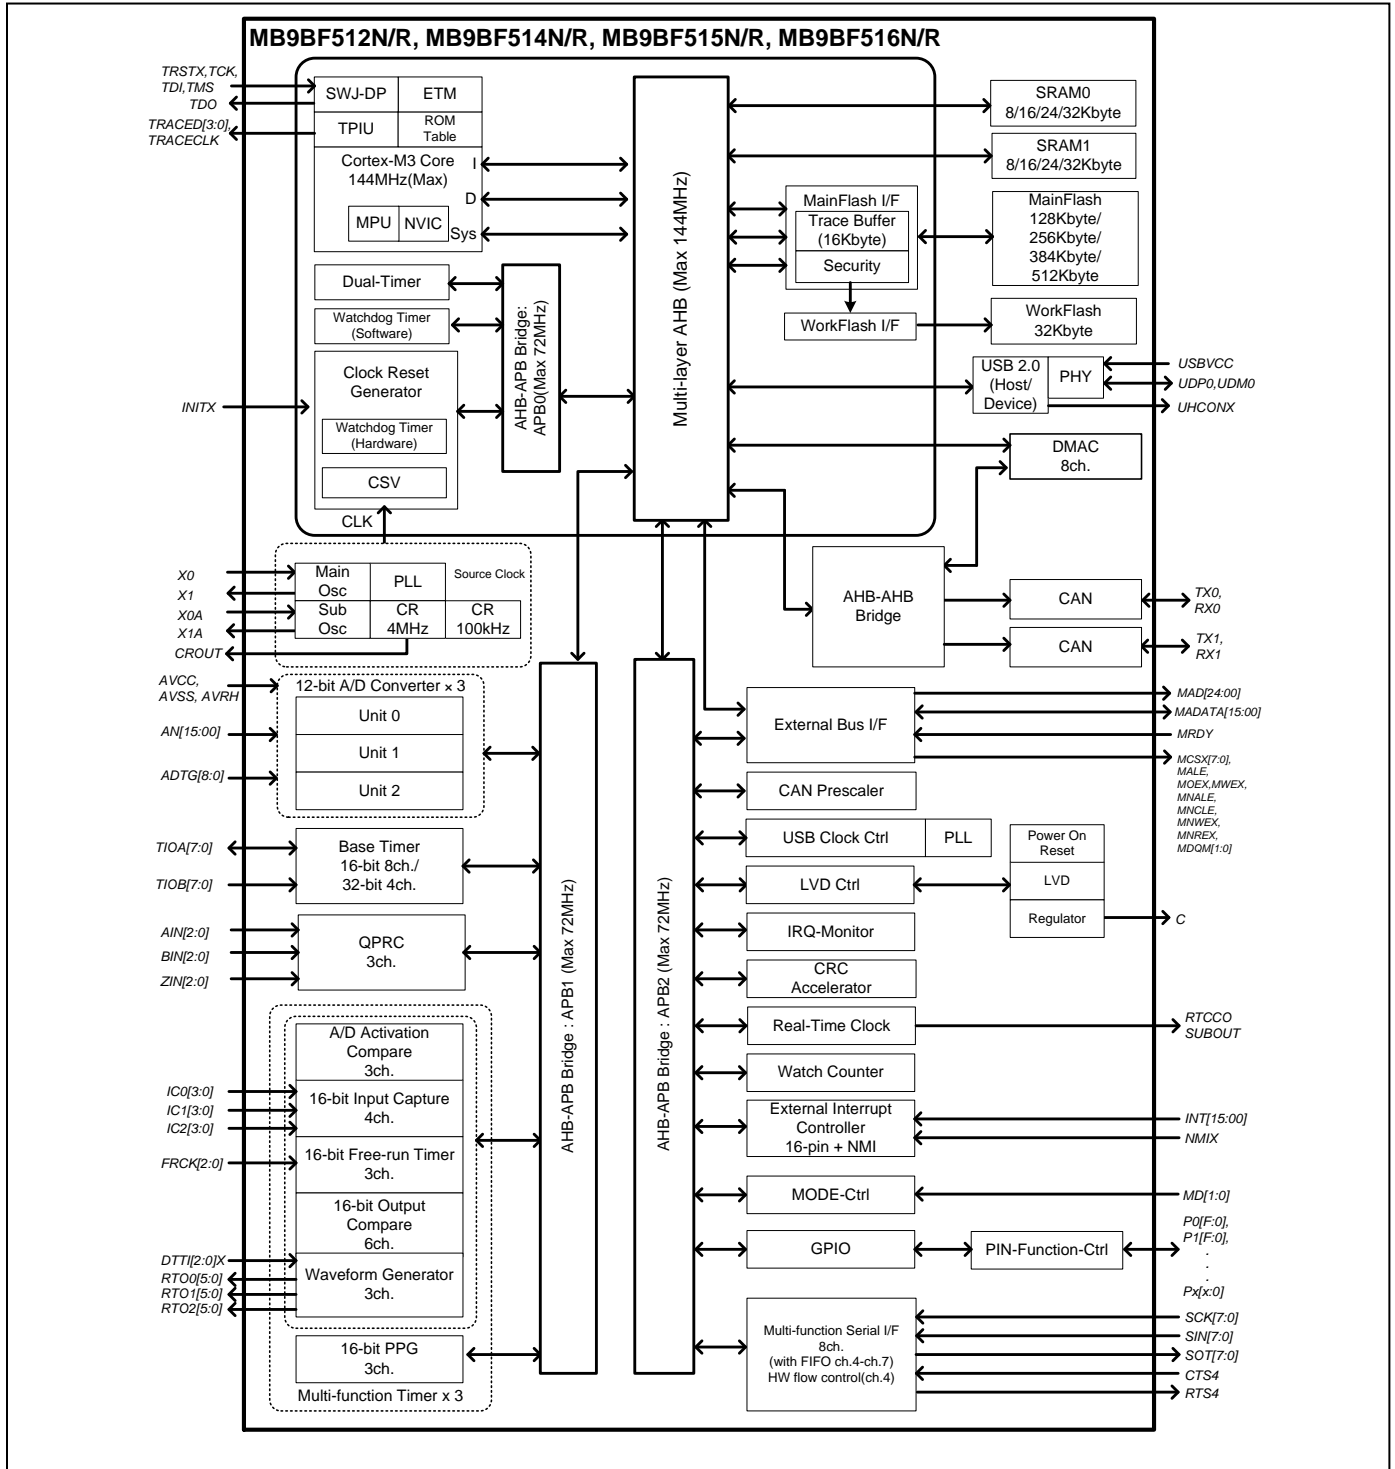 MB9BF512N/R, MB9BF514N/R, MB9BF515N/R, MB9BF516N/R
TRSTX,TCK,
TDI,TMS
TDO
TRACED[3:0],
TRACECLK
SWJ-DP
ETM
TPIU
ROM
Table
Cortex-M3 Core
144MHz(Max)
I
D
Sys
MPU
NVIC
Dual-Timer
Watchdog Timer
(Software)
Clock Reset
Generator
Watchdog Timer
(Hardware)
CSV
CLK
INITX
AHB-APB Bridge:
APB0(Max 72MHz)
Multi-layer AHB (Max 144MHz)
SRAM0
8/16/24/32Kbyte
SRAM1
8/16/24/32Kbyte
MainFlash I/F
Trace Buffer
(16Kbyte)
Security
MainFlash
128Kbyte/
256Kbyte/
384Kbyte/
512Kbyte
WorkFlash I/F
WorkFlash
32Kbyte
USB 2.0
(Host/
Device)
PHY
USBVCC
UDP0,UDM0
UHCONX
DMAC
8ch.
AHB-AHB
Bridge
CAN
TX0,
RX0
CAN
TX1,
RX1
X0
X1
X0A
X1A
CROUT
Main
Osc
PLL
Source Clock
Sub
Osc
CR
4MHz
CR
100kHz
AVCC,
AVSS, AVRH
AN[15:00]
ADTG[8:0]
12-bit A/D Converter × 3
Unit 0
Unit 1
Unit 2
TIOA[7:0]
TIOB[7:0]
Base Timer
16-bit 8ch./
32-bit 4ch.
AIN[2:0]
BIN[2:0]
ZIN[2:0]
QPRC
3ch.
A/D Activation
Compare
3ch.
IC0[3:0]
IC1[3:0]
IC2[3:0]
16-bit Input Capture
4ch.
FRCK[2:0]
16-bit Free-run Timer
3ch.
16-bit Output
Compare
6ch.
DTTI[2:0]X
RTO0[5:0]
RTO1[5:0]
RTO2[5:0]
Waveform Generator
3ch.
16-bit PPG
3ch.
Multi-function Timer x 3
AHB-APB Bridge : APB1 (Max 72MHz)
AHB-APB Bridge : APB2 (Max 72MHz)
External Bus I/F
MAD[24:00]
MADATA[15:00]
MRDY
MCSX[7:0],
MALE,
MOEX,MWEX,
MNALE,
MNCLE,
MNWEX,
MNREX,
MDQM[1:0]
CAN Prescaler
USB Clock Ctrl
PLL
LVD Ctrl
Power On
Reset
LVD
Regulator
C
IRQ-Monitor
CRC
Accelerator
Real-Time Clock
RTCCO
SUBOUT
Watch Counter
External Interrupt
Controller
16-pin + NMI
INT[15:00]
NMIX
MODE-Ctrl
MD[1:0]
GPIO
PIN-Function-Ctrl
P0[F:0],
P1[F:0],
.
.
.
Px[x:0]
Multi-function Serial I/F
8ch.
(with FIFO ch.4-ch.7)
HW flow control(ch.4)
SCK[7:0]
SIN[7:0]
SOT[7:0]
CTS4
RTS4